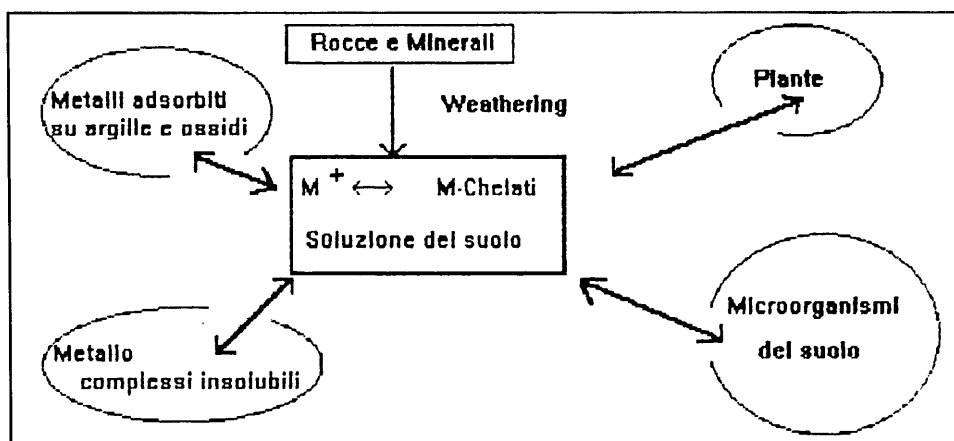 Rocce e Minerali
Metalli adsorbiti
su argille e ossidi
Weathering
Piante
M + ⟷ M-Chelati
Soluzione del suolo
Metallo
complessi insolubili
Microorganismi
del suolo